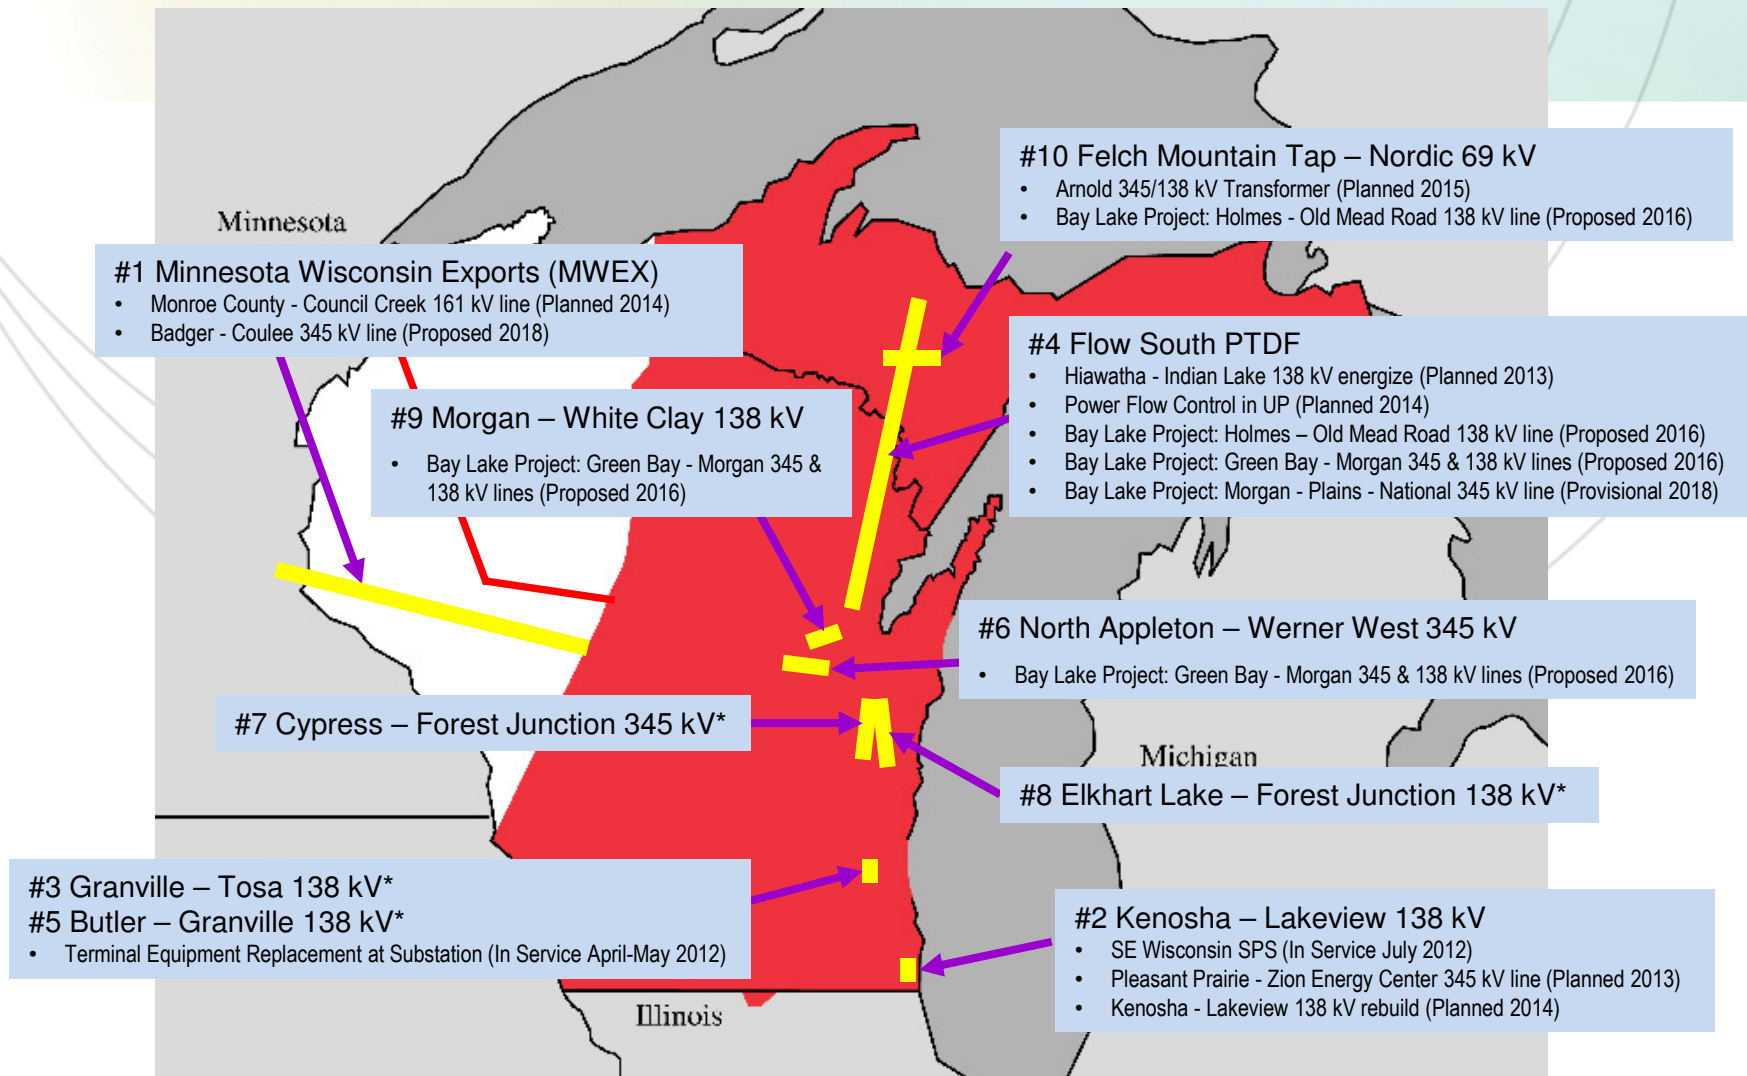 #10 Felch Mountain Tap – Nordic 69 kV
• Arnold 345/138 kV Transformer (Planned 2015)
• Bay Lake Project: Holmes - Old Mead Road 138 kV line (Proposed 2016)
Minnesota
#1 Minnesota Wisconsin Exports (MWEX)
• Monroe County - Council Creek 161 kV line (Planned 2014)
• Badger - Coulee 345 kV line (Proposed 2018)
#4 Flow South PTDF
• Hiawatha - Indian Lake 138 kV energize (Planned 2013)
• Power Flow Control in UP (Planned 2014)
• Bay Lake Project: Holmes – Old Mead Road 138 kV line (Proposed 2016)
• Bay Lake Project: Green Bay - Morgan 345 & 138 kV lines (Proposed 2016)
• Bay Lake Project: Morgan - Plains - National 345 kV line (Provisional 2018)
#9 Morgan – White Clay 138 kV
• Bay Lake Project: Green Bay - Morgan 345 &
138 kV lines (Proposed 2016)
#6 North Appleton – Werner West 345 kV
• Bay Lake Project: Green Bay - Morgan 345 & 138 kV lines (Proposed 2016)
#7 Cypress – Forest Junction 345 kV*
Michigan
#8 Elkhart Lake – Forest Junction 138 kV*
#3 Granville – Tosa 138 kV*
#5 Butler – Granville 138 kV*
• Terminal Equipment Replacement at Substation (In Service April-May 2012)
#2 Kenosha – Lakeview 138 kV
• SE Wisconsin SPS (In Service July 2012)
• Pleasant Prairie - Zion Energy Center 345 kV line (Planned 2013)
• Kenosha - Lakeview 138 kV rebuild (Planned 2014)
Illinois